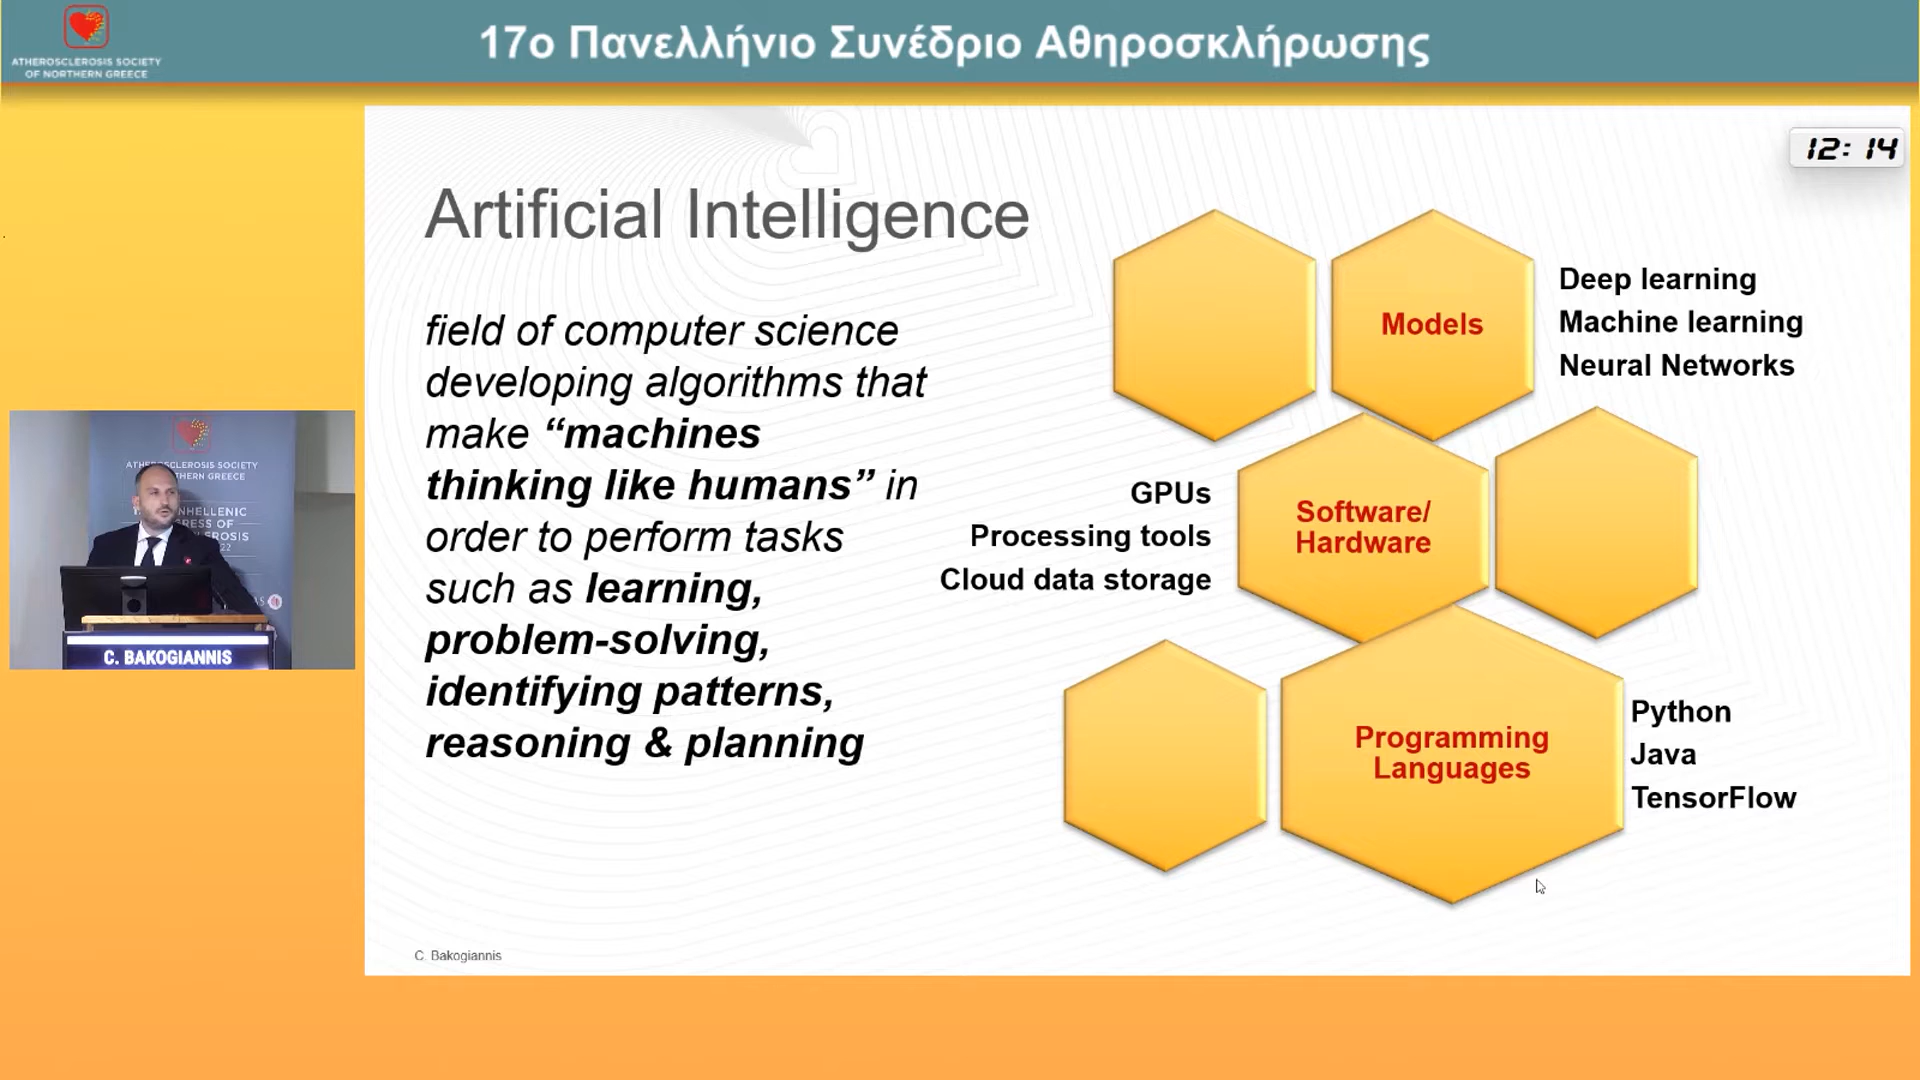 ATHEROSCLEROSIS SOCIETY
OF NORTHERN GREECE
17ο Πανελλήνιο Συνέδριο Αθηροσκλήρωσης
12:14
Artificial Intelligence
field of computer science
developing algorithms that
make “machines
thinking like humans” in
order to perform tasks
such as learning,
problem-solving,
identifying patterns,
reasoning & planning
Models
Deep learning
Machine learning
Neural Networks
GPUs
Processing tools
Cloud data storage
Software/
Hardware
Programming
Languages
Python
Java
TensorFlow
SOCIETY
GREECE
C. BAKOGIANNIS
C. Bakogiannis